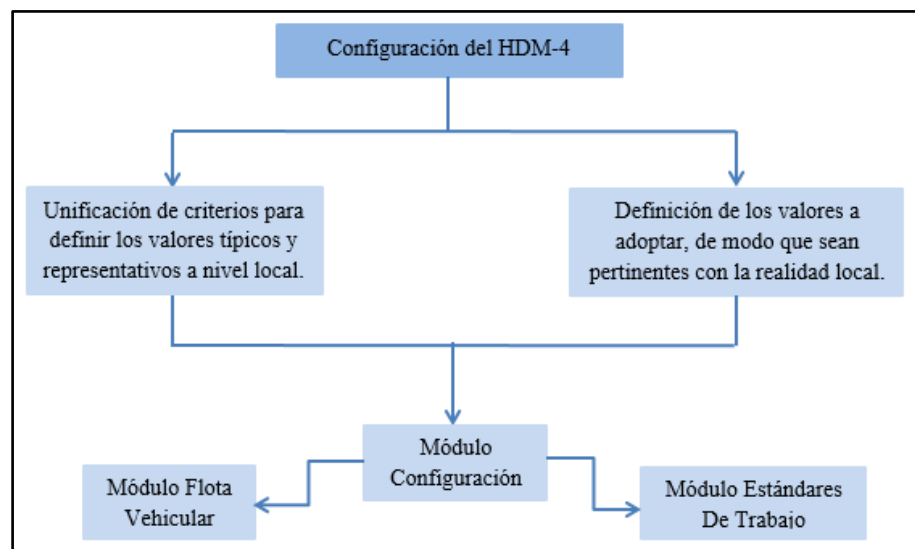 Configuración del HDM-4
Unificación de criterios para
definir los valores típicos y
representativos a nivel local.
Definición de los valores a
adoptar, de modo que sean
pertinentes con la realidad local.
Módulo
Configuración
Módulo Flota
Vehicular
Módulo Estándares
De Trabajo